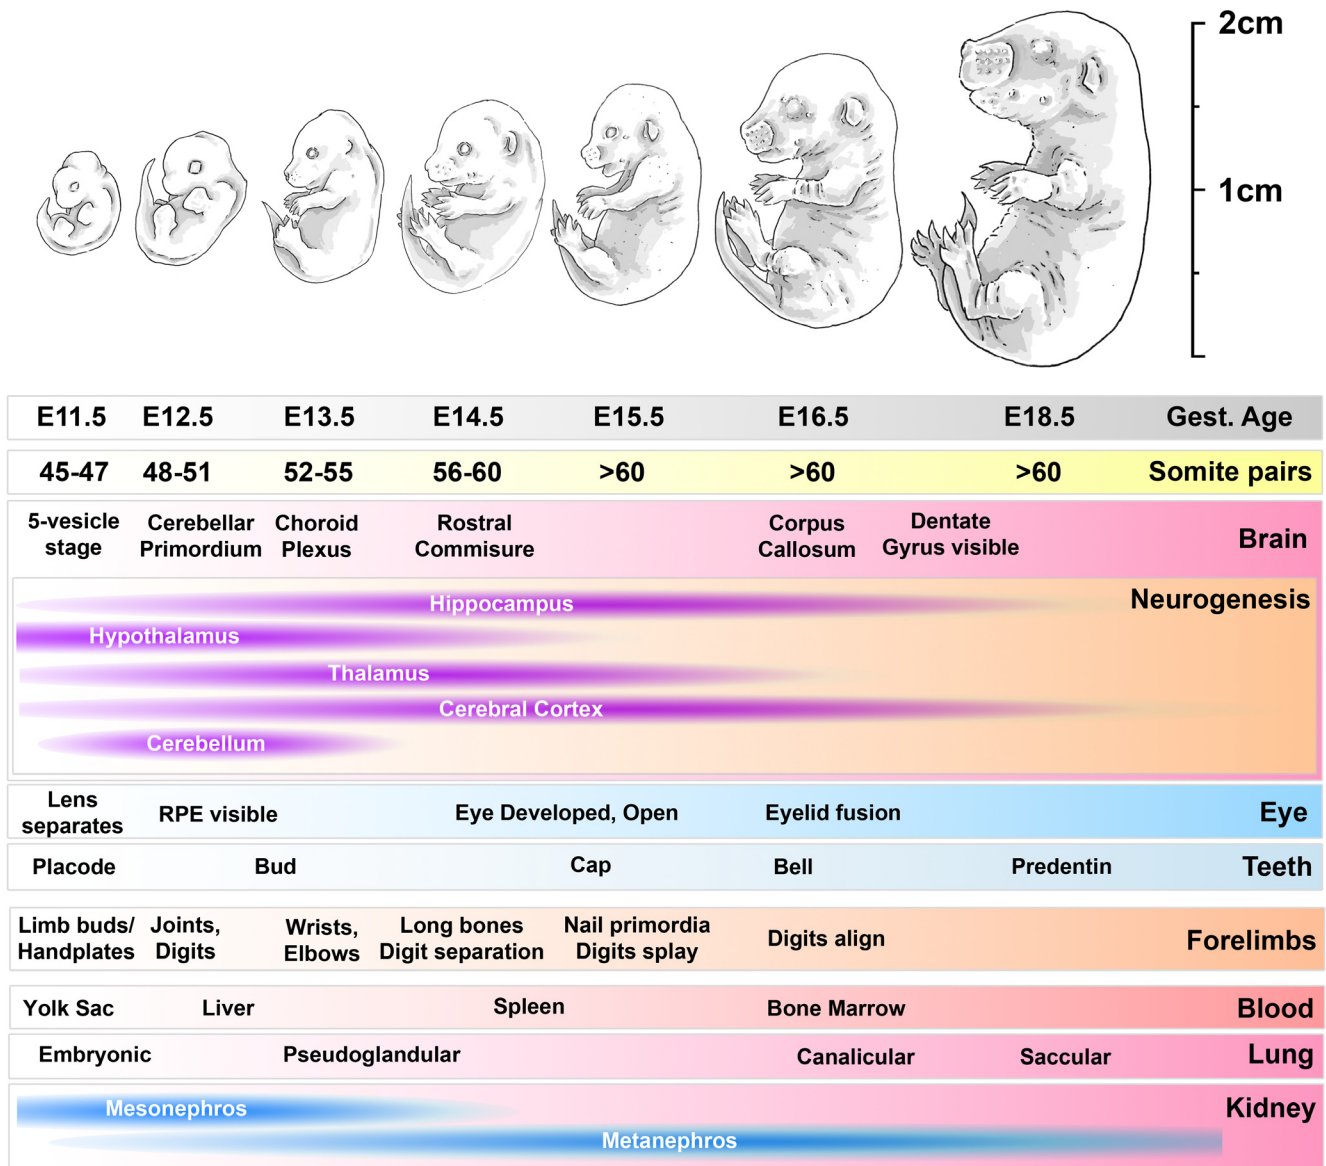 2cm
1cm
E11.5 E12.5 E13.5 E14.5 E15.5 E16.5 E18.5 Gest. Age
45-47 48-51 52-55 56-60 >60 >60 >60 Somite pairs
5-vesicle stage
Cerebellar Primordium
Choroid Plexus
Rostral Commisure
Corpus Callosum
Dentate Gyrus visible
Brain
Neurogenesis
Hippocampus
Hypothalamus
Thalamus
Cerebral Cortex
Cerebellum
Lens separates
RPE visible
Eye Developed, Open
Eyelid fusion
Eye
Placode Bud Cap Bell Predentin Teeth
Limb buds/ Handplates
Joints, Digits
Wrists, Elbows
Long bones Digit separation
Nail primordia Digits splay
Digits align
Forelimbs
Yolk Sac Liver Spleen Bone Marrow Blood
Embryonic Pseudoglandular Canalicular Saccular Lung
Mesonephros
Kidney
Metanephros